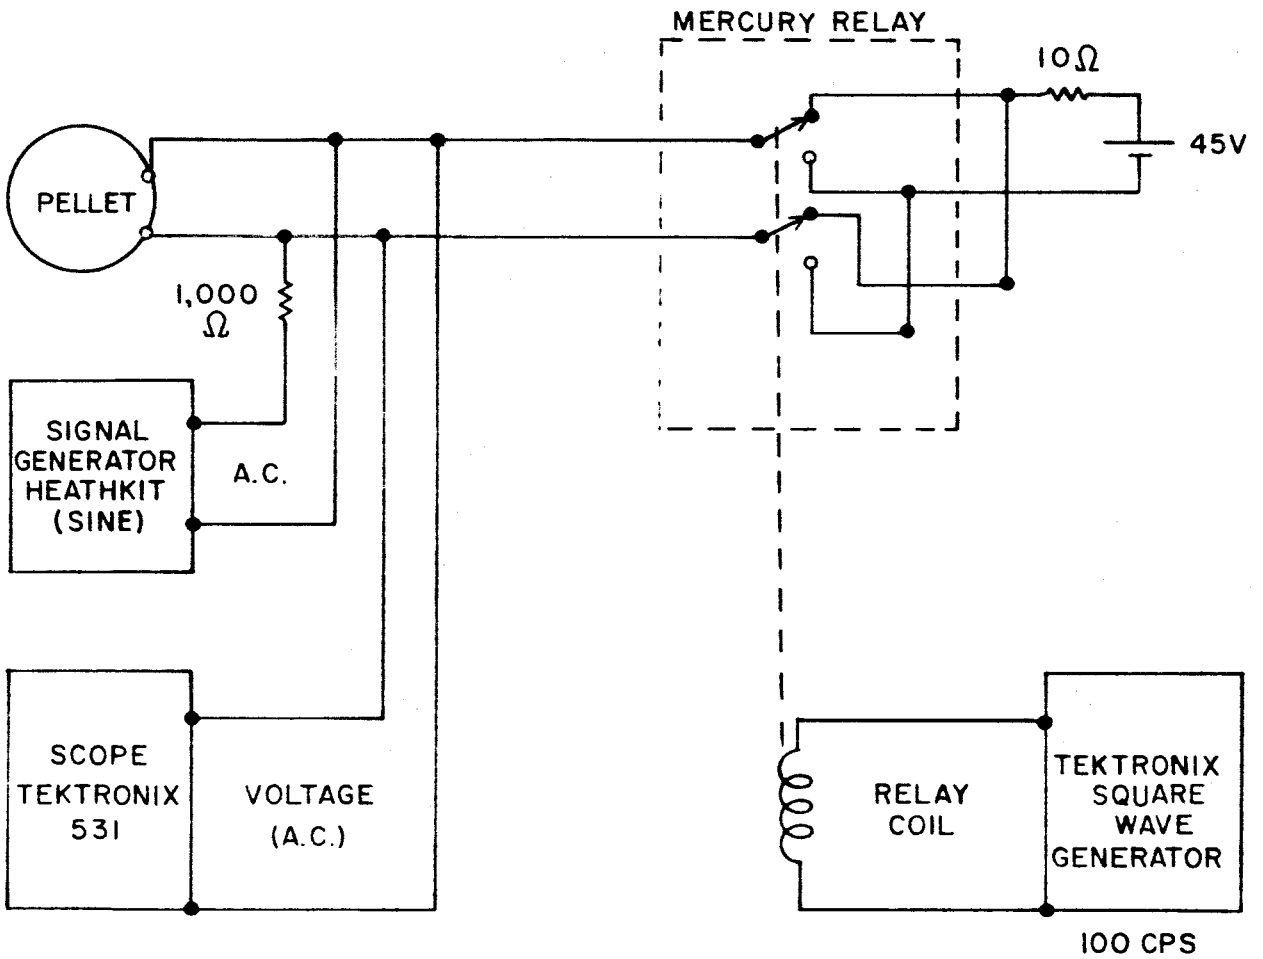 MERCURY RELAY
10Ω
45V
PELLET
1,000
Ω
SIGNAL
GENERATOR
HEATHKIT
(SINE)
A.C.
SCOPE
TEKTRONIX
531
VOLTAGE
(A.C.)
RELAY
COIL
TEKTRONIX
SQUARE
WAVE
GENERATOR
100 CPS